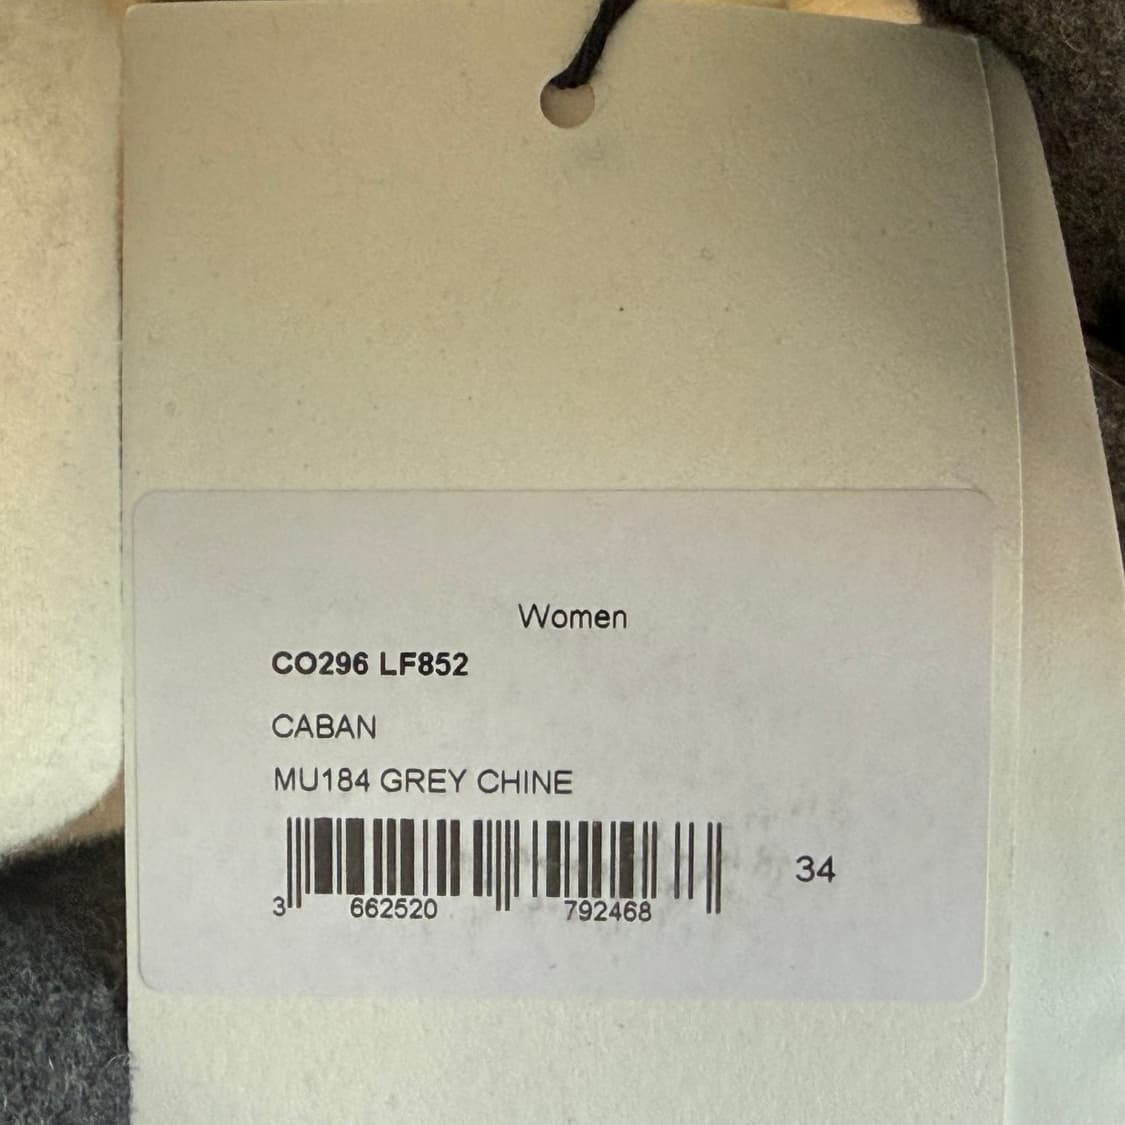 Women
CO296 LF852
CABAN
MU184 GREY CHINE
34
3 662520 792468